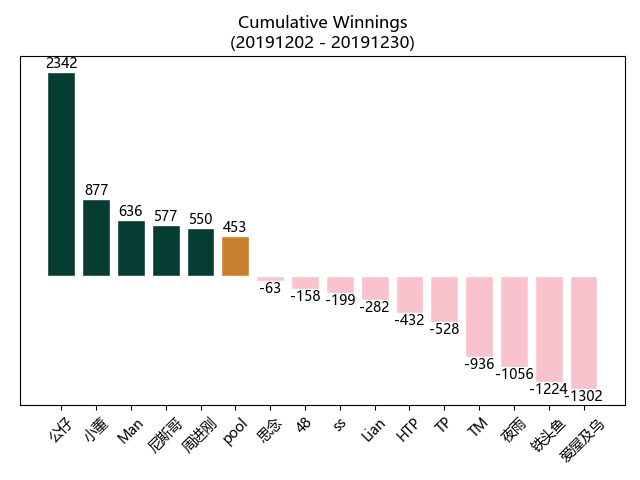 Cumulative Winnings
(20191202 - 20191230)
2342
877
636
577
550
453
-63
-158
-199
-282
-432
-528
-936
-1056
-1224
-1302
公仔
小董
Man
尼斯哥
周进刚
pool
思念
48
ss
Lian
HTP
TP
TM
夜雨
铁头鱼
爱屋及乌